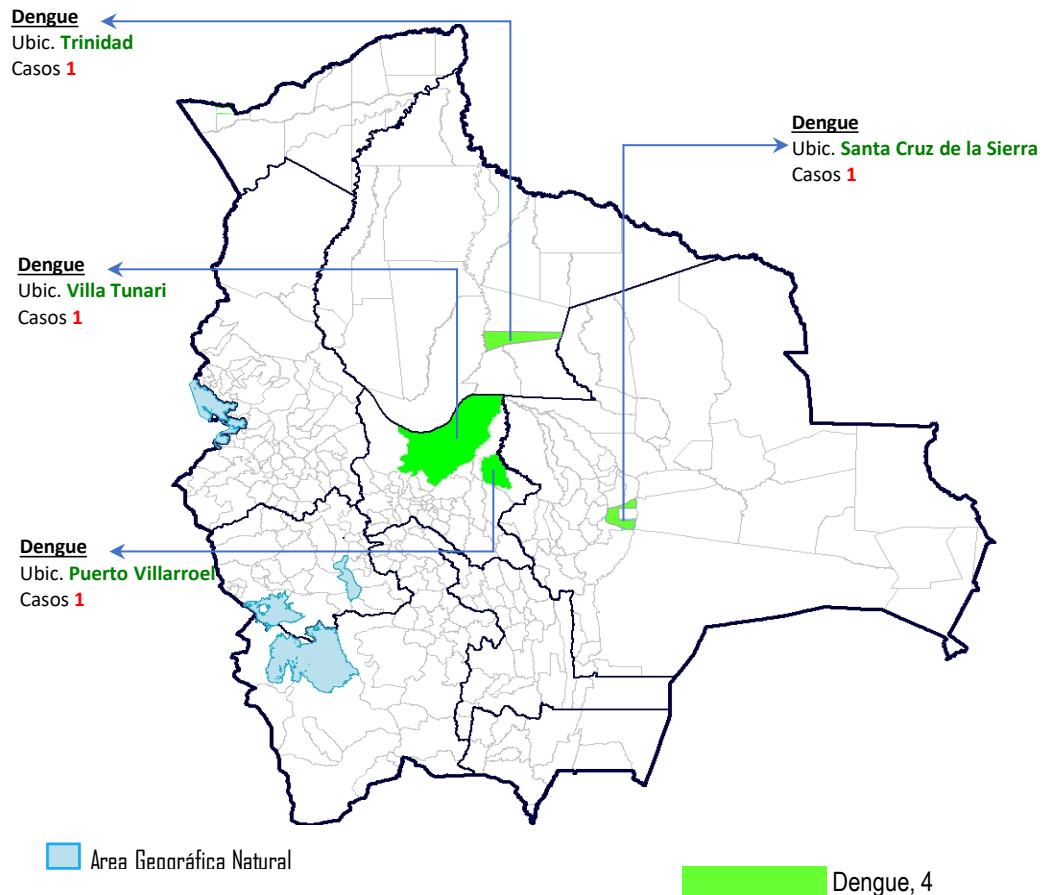 Dengue
Ubic. Trinidad
Casos 1
Dengue
Ubic. Santa Cruz de la Sierra
Casos 1
Dengue
Ubic. Villa Tunari
Casos 1
Dengue
Ubic. Puerto Villarroel
Casos 1
Area Geográfica Natural
Dengue, 4